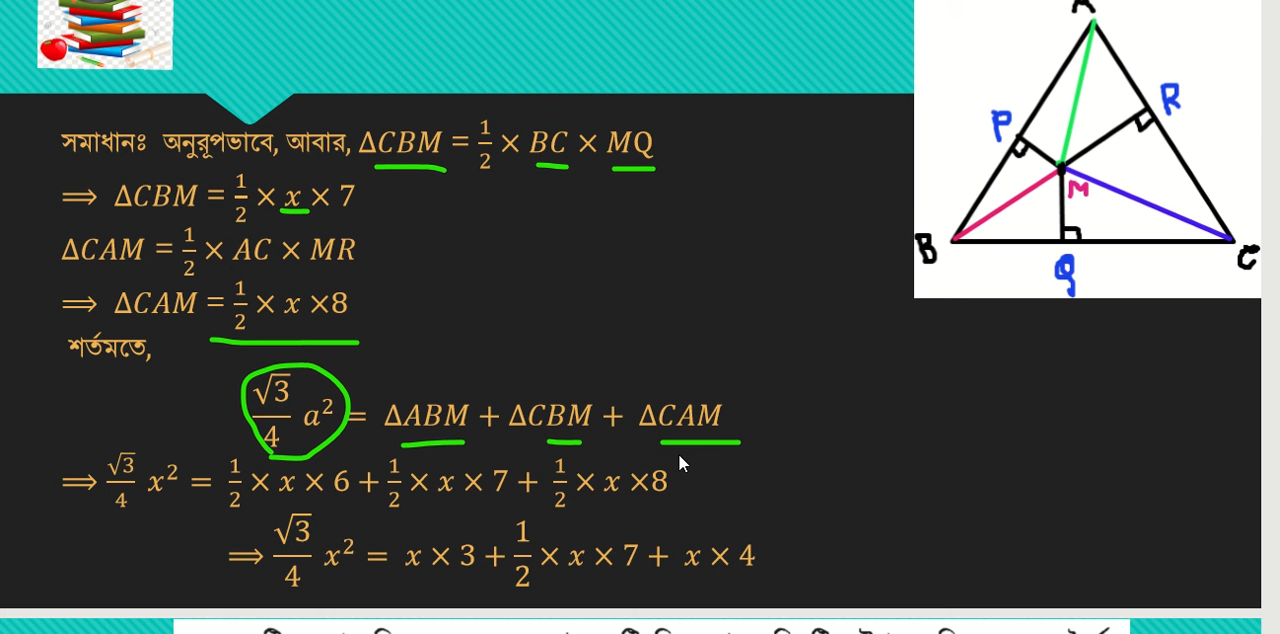 সমাধানঃ অনুরূপভাবে, আবার, ΔCBM = 1/2 × BC × MQ
⟹ ΔCBM = 1/2 × x × 7
ΔCAM = 1/2 × AC × MR
⟹ ΔCAM = 1/2 × x ×8
শর্তমতে,
√3/4 a² = ΔABM + ΔCBM + ΔCAM
⟹ √3/4 x² = 1/2 × x × 6 + 1/2 × x × 7 + 1/2 × x ×8
⟹ √3/4 x² = x × 3 + 1/2 × x × 7 + x × 4
A
P
R
M
B
Q
C